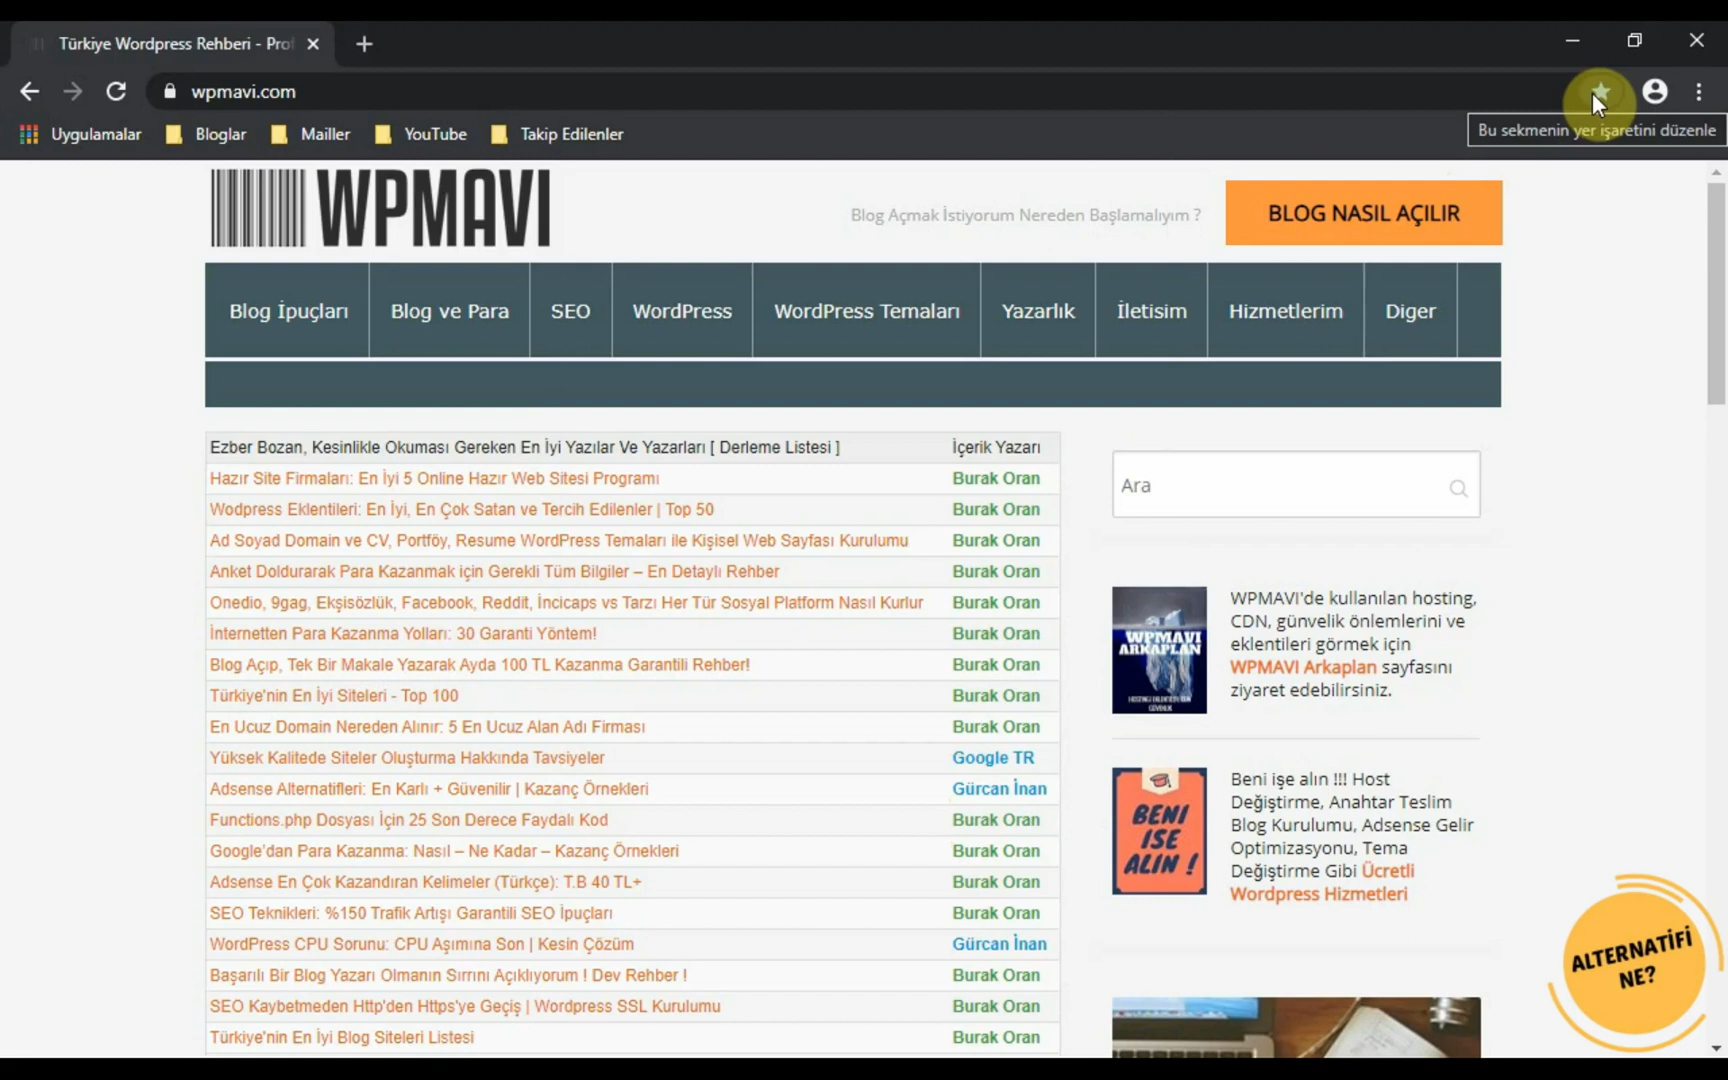 Türkiye Wordpress Rehberi - Prof
wpmavi.com
Bu sekmenin yer işaretini düzenle
Uygulamalar Bloglar Mailler YouTube Takip Edilenler
WPMAVI
Blog Açmak İstiyorum Nereden Başlamalıyım ?
BLOG NASIL AÇILIR
Blog İpuçları Blog ve Para SEO WordPress WordPress Temaları Yazarlık İletisim Hizmetlerim Diger
Ezber Bozan, Kesinlikle Okuması Gereken En İyi Yazılar Ve Yazarları [ Derleme Listesi ] İçerik Yazarı
Hazır Site Firmaları: En İyi 5 Online Hazır Web Sitesi Programı Burak Oran
Wodpress Eklentileri: En İyi, En Çok Satan ve Tercih Edilenler | Top 50 Burak Oran
Ad Soyad Domain ve CV, Portföy, Resume WordPress Temaları ile Kişisel Web Sayfası Kurulumu Burak Oran
Anket Doldurarak Para Kazanmak için Gerekli Tüm Bilgiler – En Detaylı Rehber Burak Oran
Onedio, 9gag, Ekşisözlük, Facebook, Reddit, İncicaps vs Tarzı Her Tür Sosyal Platform Nasıl Kurlur Burak Oran
İnternetten Para Kazanma Yolları: 30 Garanti Yöntem! Burak Oran
Blog Açıp, Tek Bir Makale Yazarak Ayda 100 TL Kazanma Garantili Rehber! Burak Oran
Türkiye'nin En İyi Siteleri - Top 100 Burak Oran
En Ucuz Domain Nereden Alınır: 5 En Ucuz Alan Adı Firması Burak Oran
Yüksek Kalitede Siteler Oluşturma Hakkında Tavsiyeler Google TR
Adsense Alternatifleri: En Karlı + Güvenilir | Kazanç Örnekleri Gürcan İnan
Functions.php Dosyası İçin 25 Son Derece Faydalı Kod Burak Oran
Google'dan Para Kazanma: Nasıl – Ne Kadar – Kazanç Örnekleri Burak Oran
Adsense En Çok Kazandıran Kelimeler (Türkçe): T.B 40 TL+ Burak Oran
SEO Teknikleri: %150 Trafik Artışı Garantili SEO İpuçları Burak Oran
WordPress CPU Sorunu: CPU Aşımına Son | Kesin Çözüm Gürcan İnan
Başarılı Bir Blog Yazarı Olmanın Sırrını Açıklıyorum ! Dev Rehber ! Burak Oran
SEO Kaybetmeden Http'den Https'ye Geçiş | Wordpress SSL Kurulumu Burak Oran
Türkiye'nin En İyi Blog Siteleri Listesi Burak Oran
Ara
WPMAVI
ARKAPLAN
WPMAVI'de kullanılan hosting,
CDN, günvelik önlemlerini ve
eklentileri görmek için
WPMAVI Arkaplan sayfasını
ziyaret edebilirsiniz.
BENI
ISE
ALIN !
Beni işe alın !!! Host
Değiştirme, Anahtar Teslim
Blog Kurulumu, Adsense Gelir
Optimizasyonu, Tema
Değiştirme Gibi Ücretli
Wordpress Hizmetleri
ALTERNATİFİ
NE?